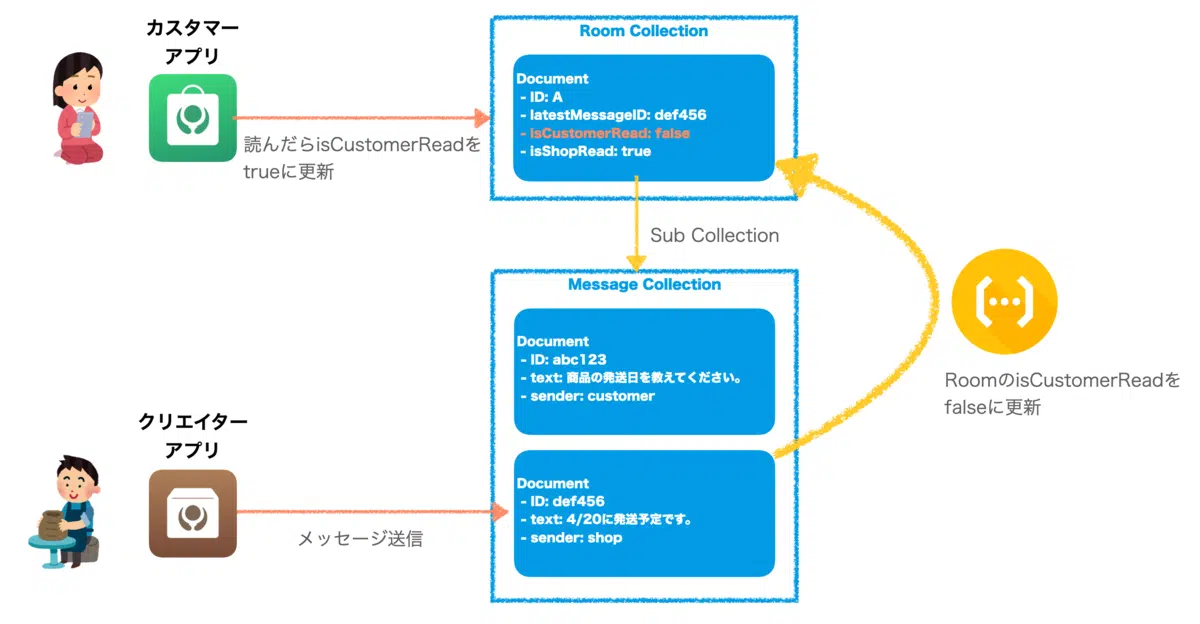 カスタマー
アプリ
読んだらisCustomerReadを
trueに更新
Room Collection
Document
- ID: A
- latestMessageID: def456
- isCustomerRead: false
- isShopRead: true
Sub Collection
Message Collection
Document
- ID: abc123
- text: 商品の発送日を教えてください。
- sender: customer
RoomのisCustomerReadを
falseに更新
クリエイター
アプリ
メッセージ送信
Document
- ID: def456
- text: 4/20に発送予定です。
- sender: shop